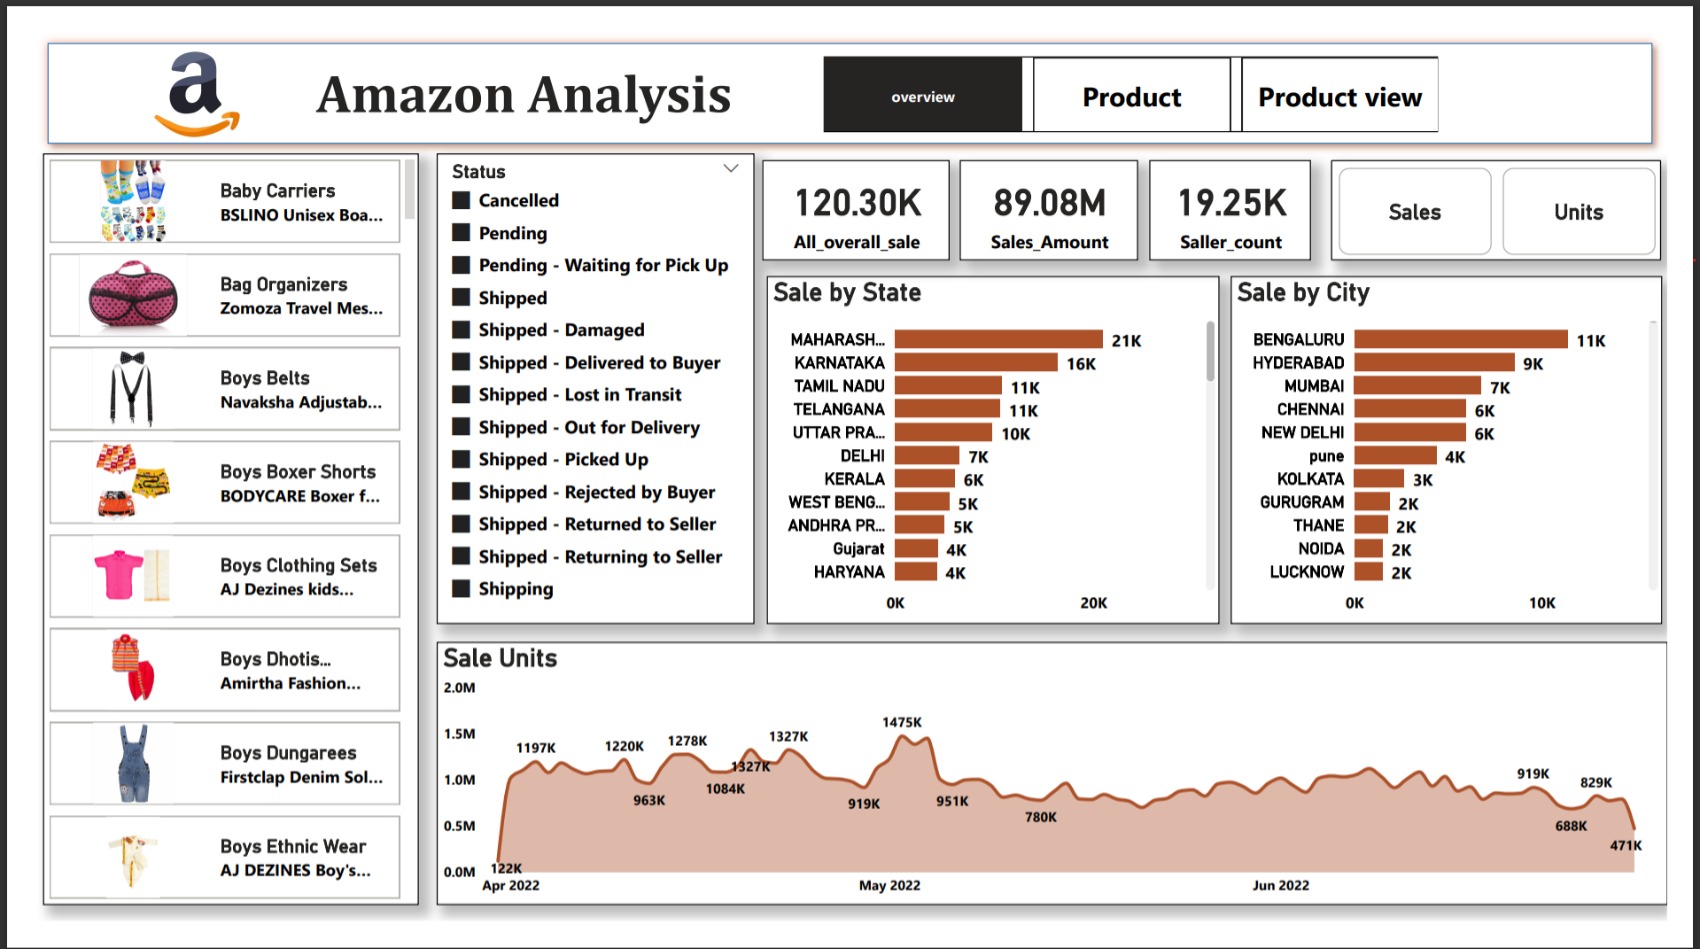 Amazon Analysis
overview
Product
Product view
Baby Carriers
BSLINO Unisex Boa...
Bag Organizers
Zomoza Travel Mes...
Boys Belts
Navaksha Adjustab...
Boys Boxer Shorts
BODYCARE Boxer f...
Boys Clothing Sets
AJ Dezines kids...
Boys Dhotis...
Amirtha Fashion...
Boys Dungarees
Firstclap Denim Sol...
Boys Ethnic Wear
AJ DEZINES Boy's...
Status
Cancelled
Pending
Pending - Waiting for Pick Up
Shipped
Shipped - Damaged
Shipped - Delivered to Buyer
Shipped - Lost in Transit
Shipped - Out for Delivery
Shipped - Picked Up
Shipped - Rejected by Buyer
Shipped - Returned to Seller
Shipped - Returning to Seller
Shipping
120.30K
All_overall_sale
89.08M
Sales_Amount
19.25K
Saller_count
Sales
Units
Sale by State
MAHARASH... 21K
KARNATAKA 16K
TAMIL NADU 11K
TELANGANA 11K
UTTAR PRA... 10K
DELHI 7K
KERALA 6K
WEST BENG... 5K
ANDHRA PR... 5K
Gujarat 4K
HARYANA 4K
0K 20K
Sale by City
BENGALURU 11K
HYDERABAD 9K
MUMBAI 7K
CHENNAI 6K
NEW DELHI 6K
pune 4K
KOLKATA 3K
GURUGRAM 2K
THANE 2K
NOIDA 2K
LUCKNOW 2K
0K 10K
Sale Units
2.0M
1.5M
1.0M
0.5M
0.0M
122K
1197K
1220K
963K
1278K
1084K
1327K
1327K
919K
1475K
951K
780K
919K
688K
829K
471K
Apr 2022
May 2022
Jun 2022